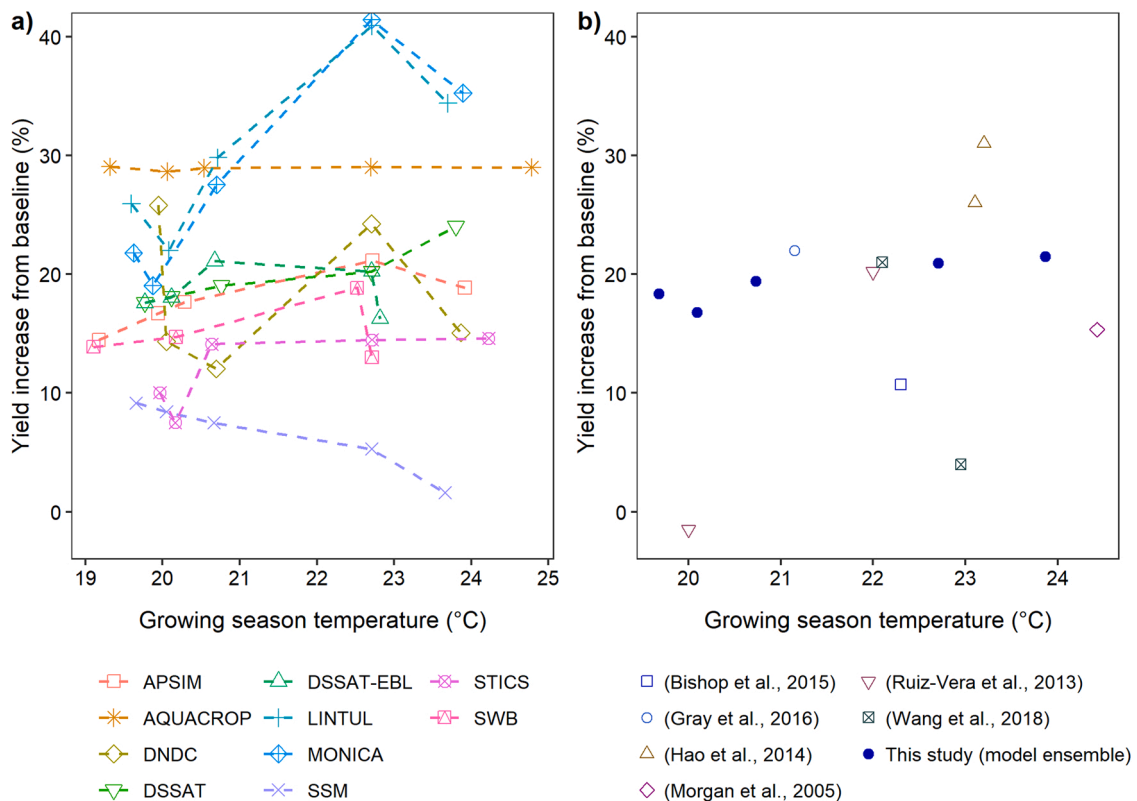 a)
Yield increase from baseline (%)
40
30
20
10
0
19 20 21 22 23 24 25
Growing season temperature (°C)
b)
Yield increase from baseline (%)
40
30
20
10
0
20 21 22 23 24
Growing season temperature (°C)
APSIM
AQUACROP
DNDC
DSSAT
DSSAT-EBL
LINTUL
MONICA
SSM
STICS
SWB
(Bishop et al., 2015)
(Gray et al., 2016)
(Hao et al., 2014)
(Morgan et al., 2005)
(Ruiz-Vera et al., 2013)
(Wang et al., 2018)
This study (model ensemble)